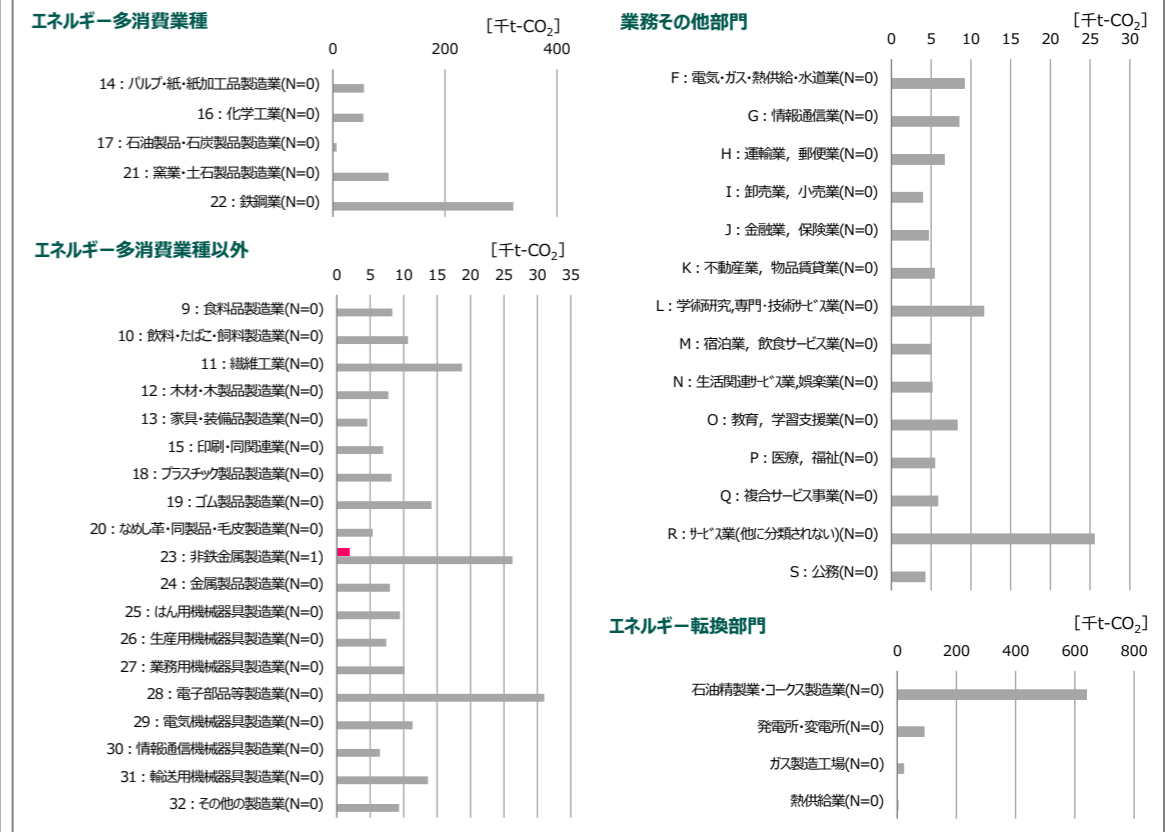 エネルギー多消費業種
[千t-CO2]
0 200 400
14：パルプ・紙・紙加工品製造業(N=0)
16：化学工業(N=0)
17：石油製品・石炭製品製造業(N=0)
21：窯業・土石製品製造業(N=0)
22：鉄鋼業(N=0)
エネルギー多消費業種以外
[千t-CO2]
0 5 10 15 20 25 30 35
9：食料品製造業(N=0)
10：飲料・たばこ・飼料製造業(N=0)
11：繊維工業(N=0)
12：木材・木製品製造業(N=0)
13：家具・装備品製造業(N=0)
15：印刷・同関連業(N=0)
18：プラスチック製品製造業(N=0)
19：ゴム製品製造業(N=0)
20：なめし革・同製品・毛皮製造業(N=0)
23：非鉄金属製造業(N=1)
24：金属製品製造業(N=0)
25：はん用機械器具製造業(N=0)
26：生産用機械器具製造業(N=0)
27：業務用機械器具製造業(N=0)
28：電子部品等製造業(N=0)
29：電気機械器具製造業(N=0)
30：情報通信機械器具製造業(N=0)
31：輸送用機械器具製造業(N=0)
32：その他の製造業(N=0)
業務その他部門
[千t-CO2]
0 5 10 15 20 25 30
F：電気・ガス・熱供給・水道業(N=0)
G：情報通信業(N=0)
H：運輸業，郵便業(N=0)
I：卸売業，小売業(N=0)
J：金融業，保険業(N=0)
K：不動産業，物品賃貸業(N=0)
L：学術研究,専門・技術ｻｰﾋﾞｽ業(N=0)
M：宿泊業，飲食サービス業(N=0)
N：生活関連ｻｰﾋﾞｽ業,娯楽業(N=0)
O：教育，学習支援業(N=0)
P：医療，福祉(N=0)
Q：複合サービス事業(N=0)
R：ｻｰﾋﾞｽ業(他に分類されない)(N=0)
S：公務(N=0)
エネルギー転換部門
[千t-CO2]
0 200 400 600 800
石油精製業・コークス製造業(N=0)
発電所・変電所(N=0)
ガス製造工場(N=0)
熱供給業(N=0)